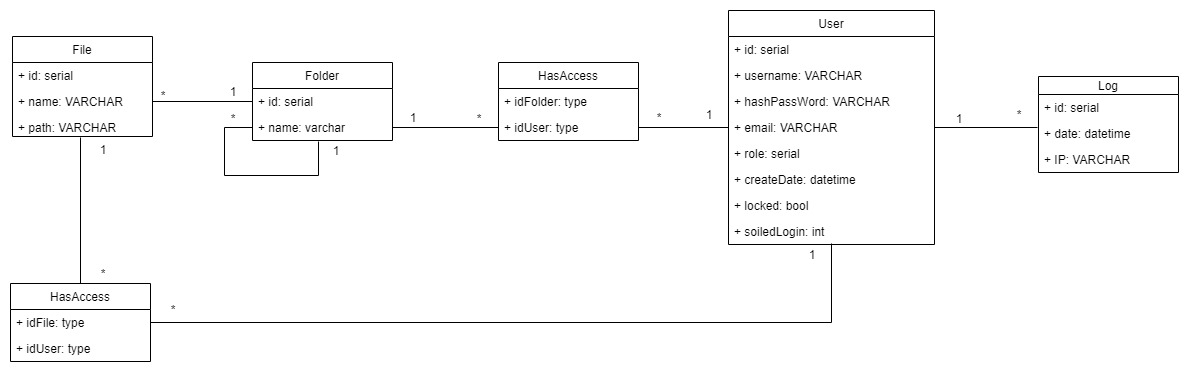 User
+ id: serial
+ username: VARCHAR
+ hashPassWord: VARCHAR
+ email: VARCHAR
+ role: serial
+ createDate: datetime
+ locked: bool
+ soiledLogin: int
File
+ id: serial
+ name: VARCHAR
+ path: VARCHAR
* 1
Folder
+ id: serial
+ name: varchar
*
1
1 *
HasAccess
+ idFolder: type
+ idUser: type
* 1
1 *
Log
+ id: serial
+ date: datetime
+ IP: VARCHAR
1
*
HasAccess
+ idFile: type
+ idUser: type
*
1